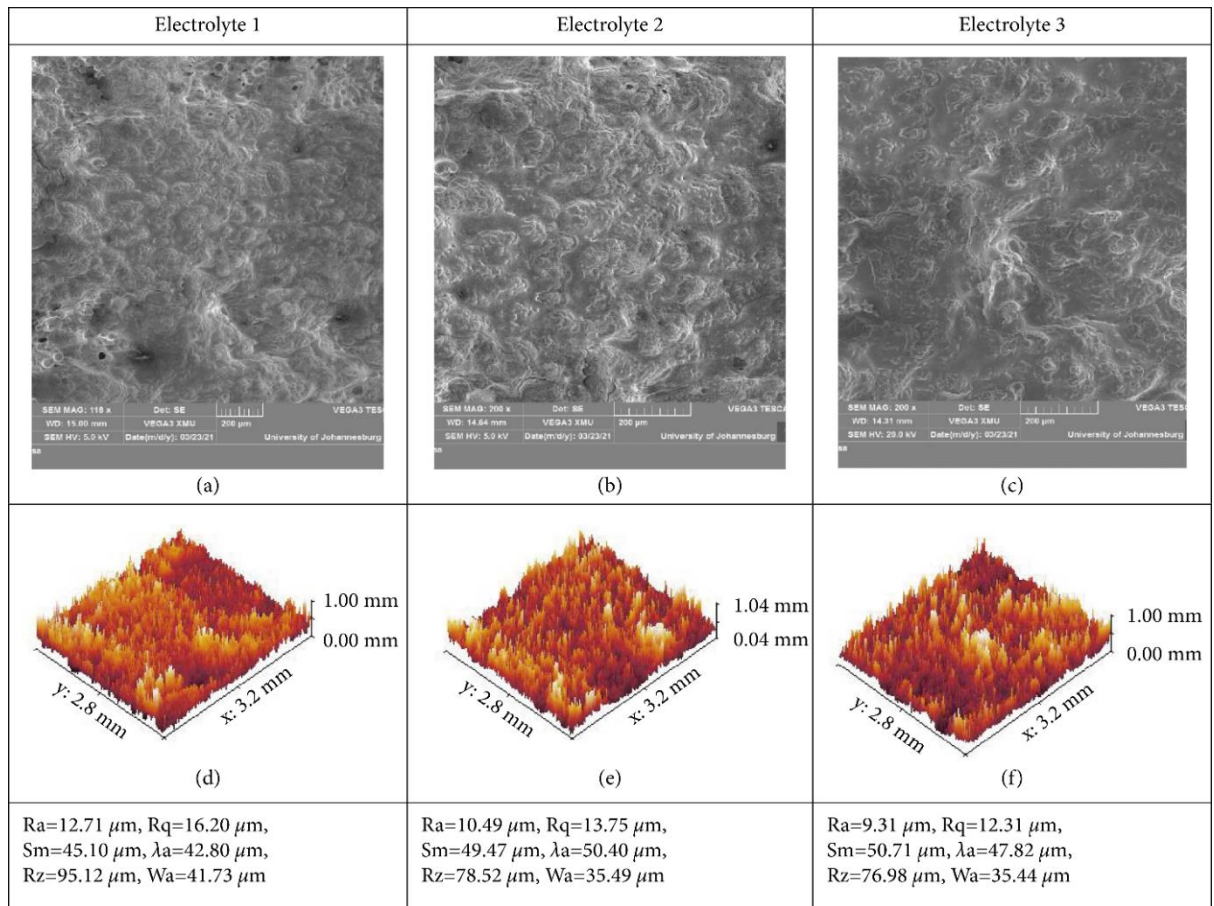 Electrolyte 1
Electrolyte 2
Electrolyte 3
SEM MAG: 118 x
Det: SE
VEGA3 TESC
WD: 15.00 mm
VEGA3 XMU
200 µm
SEM HV: 5.0 kV
Date(m/d/y): 03/23/21
University of Johannesburg
sa
(a)
SEM MAG: 200 x
Det: SE
VEGA3 TESCA
WD: 14.64 mm
VEGA3 XMU
200 µm
SEM HV: 5.0 kV
Date(m/d/y): 03/23/21
University of Johannesburg
sa
(b)
SEM MAG: 200 x
Det: SE
VEGA3 TESC
WD: 14.31 mm
VEGA3 XMU
200 µm
SEM HV: 20.0 kV
Date(m/d/y): 03/23/21
University of Johannesburg
sa
(c)
1.00 mm
0.00 mm
y: 2.8 mm
x: 3.2 mm
(d)
1.04 mm
0.04 mm
y: 2.8 mm
x: 3.2 mm
(e)
1.00 mm
0.00 mm
y: 2.8 mm
x: 3.2 mm
(f)
Ra=12.71 µm, Rq=16.20 µm,
Sm=45.10 µm, λa=42.80 µm,
Rz=95.12 µm, Wa=41.73 µm
Ra=10.49 µm, Rq=13.75 µm,
Sm=49.47 µm, λa=50.40 µm,
Rz=78.52 µm, Wa=35.49 µm
Ra=9.31 µm, Rq=12.31 µm,
Sm=50.71 µm, λa=47.82 µm,
Rz=76.98 µm, Wa=35.44 µm